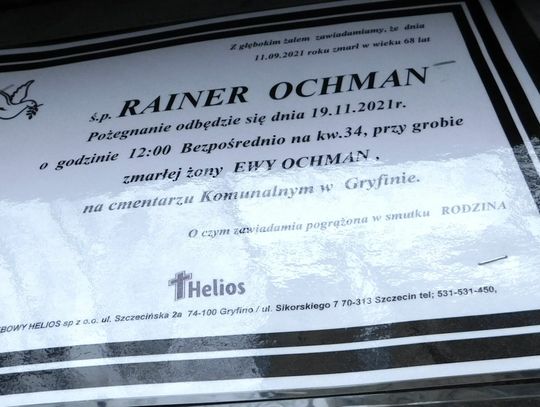 Z głębokim żalem zawiadamiamy, że dnia
11.09.2021 roku zmarł w wieku 68 lat
ś.p. RAINER OCHMAN
Pożegnanie odbędzie się dnia 19.11.2021r.
o godzinie 12:00 Bezpośrednio na kw.34, przy grobie
zmarłej żony EWY OCHMAN ,
na cmentarzu Komunalnym w Gryfinie.
O czym zawiadamia pogrążona w smutku RODZINA
Helios
BOWY HELIOS sp z o.o. ul. Szczecińska 2a 74-100 Gryfino / ul. Sikorskiego 7 70-313 Szczecin tel; 531-531-450,